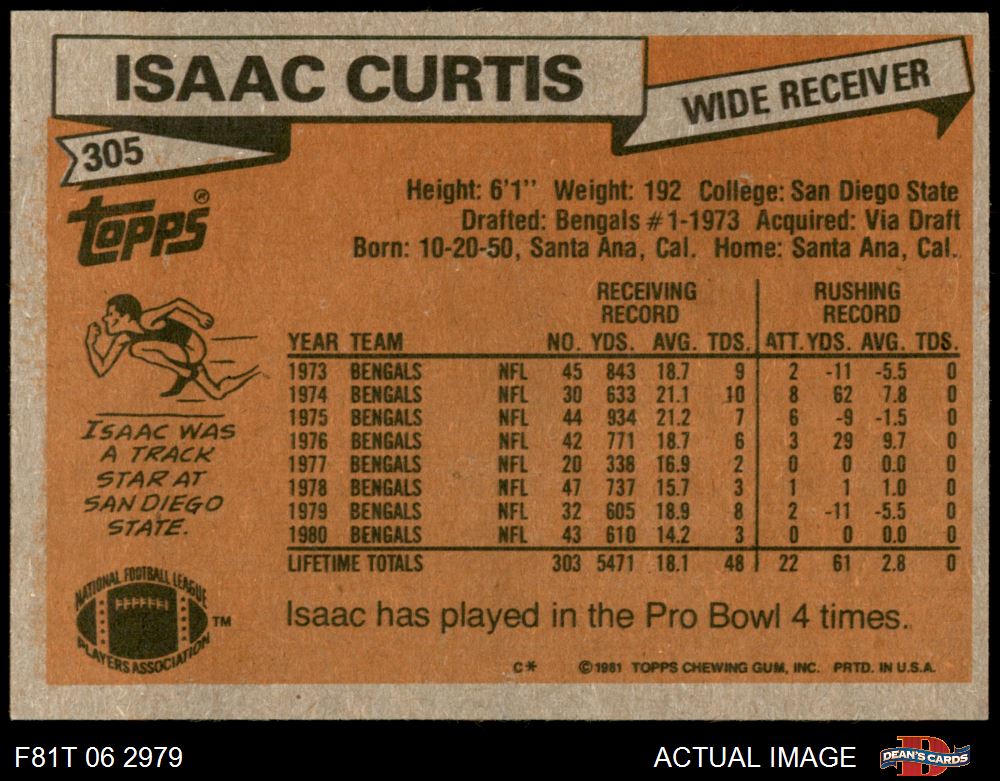 ISAAC CURTIS
WIDE RECEIVER
305
TOPPS®
Height: 6'1" Weight: 192 College: San Diego State
Drafted: Bengals #1-1973 Acquired: Via Draft
Born: 10-20-50, Santa Ana, Cal. Home: Santa Ana, Cal.
RECEIVING RECORD RUSHING RECORD
YEAR TEAM NO. YDS. AVG. TDS. ATT. YDS. AVG. TDS.
1973 BENGALS NFL 45 843 18.7 9 2 -11 -5.5 0
1974 BENGALS NFL 30 633 21.1 10 8 62 7.8 0
1975 BENGALS NFL 44 934 21.2 7 6 -9 -1.5 0
1976 BENGALS NFL 42 771 18.7 6 3 29 9.7 0
1977 BENGALS NFL 20 338 16.9 2 0 0 0.0 0
1978 BENGALS NFL 47 737 15.7 3 1 1 1.0 0
1979 BENGALS NFL 32 605 18.9 8 2 -11 -5.5 0
1980 BENGALS NFL 43 610 14.2 3 0 0 0.0 0
LIFETIME TOTALS 303 5471 18.1 48 22 61 2.8 0
ISAAC WAS
A TRACK
STAR AT
SAN DIEGO
STATE.
NATIONAL FOOTBALL LEAGUE
PLAYERS ASSOCIATION
TM
Isaac has played in the Pro Bowl 4 times.
C* ©1981 TOPPS CHEWING GUM, INC. PRTD. IN U.S.A.
F81T 06 2979
ACTUAL IMAGE
DEAN'S CARDS